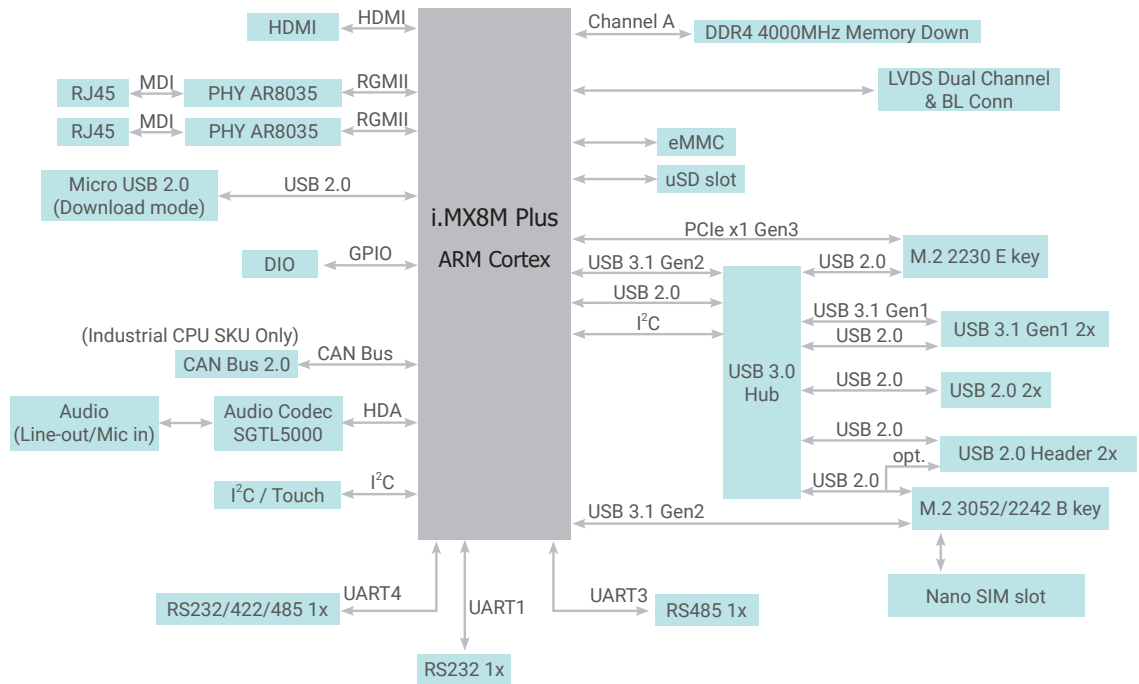 HDMI
HDMI
Channel A
DDR4 4000MHz Memory Down
RJ45
MDI
PHY AR8035
RGMII
LVDS Dual Channel
& BL Conn
RJ45
MDI
PHY AR8035
RGMII
eMMC
uSD slot
Micro USB 2.0
(Download mode)
USB 2.0
i.MX8M Plus
ARM Cortex
PCIe x1 Gen3
M.2 2230 E key
DIO
GPIO
USB 3.1 Gen2
USB 2.0
USB 2.0
I²C
USB 3.0
Hub
USB 3.1 Gen1
USB 2.0
USB 3.1 Gen1 2x
(Industrial CPU SKU Only)
CAN Bus 2.0
CAN Bus
USB 2.0
USB 2.0 2x
Audio
(Line-out/Mic in)
Audio Codec
SGTL5000
HDA
USB 2.0
opt.
USB 2.0 Header 2x
I²C / Touch
I²C
USB 2.0
USB 3.1 Gen2
M.2 3052/2242 B key
Nano SIM slot
RS232/422/485 1x
UART4
UART1
UART3
RS485 1x
RS232 1x